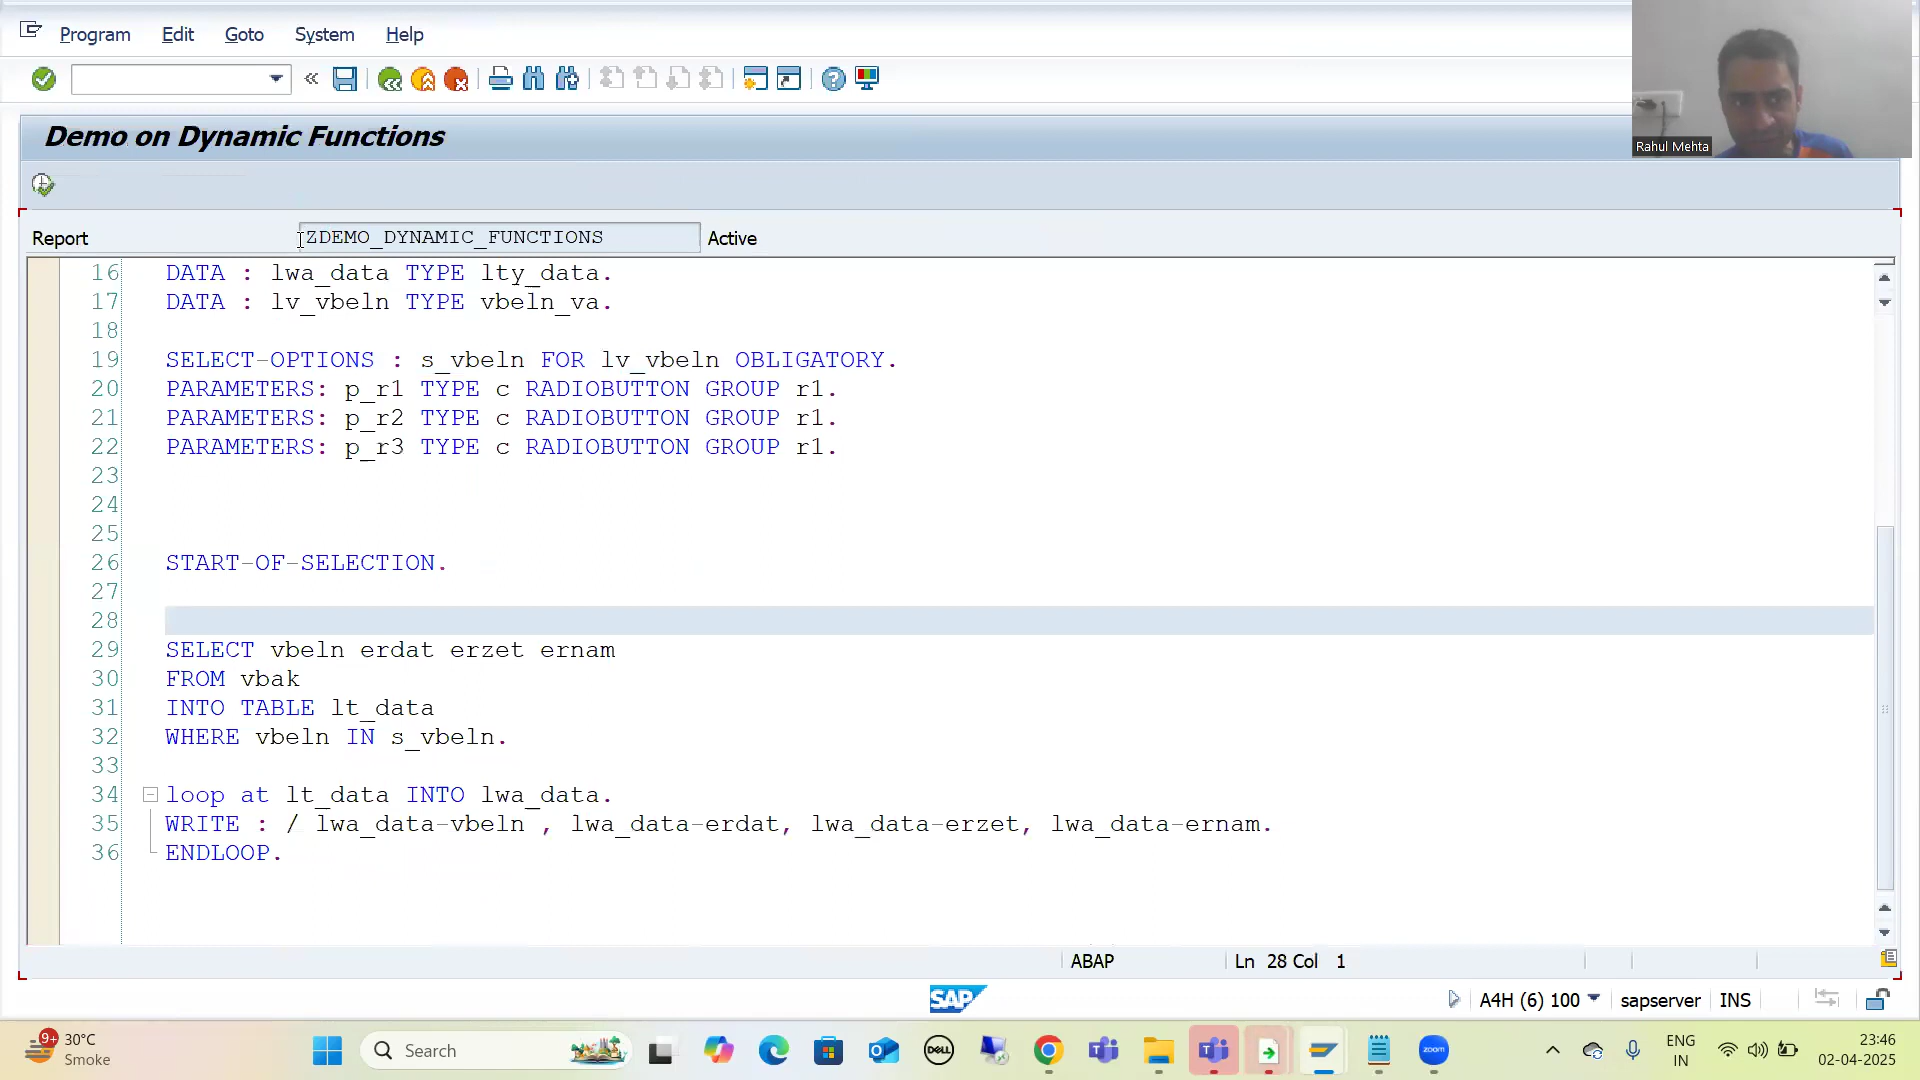 Program Edit Goto System Help
Rahul Mehta
Demo on Dynamic Functions
Report ZDEMO_DYNAMIC_FUNCTIONS Active
16 DATA : lwa_data TYPE lty_data.
17 DATA : lv_vbeln TYPE vbeln_va.
18
19 SELECT-OPTIONS : s_vbeln FOR lv_vbeln OBLIGATORY.
20 PARAMETERS: p_r1 TYPE c RADIOBUTTON GROUP r1.
21 PARAMETERS: p_r2 TYPE c RADIOBUTTON GROUP r1.
22 PARAMETERS: p_r3 TYPE c RADIOBUTTON GROUP r1.
23
24
25
26 START-OF-SELECTION.
27
28
29 SELECT vbeln erdat erzet ernam
30 FROM vbak
31 INTO TABLE lt_data
32 WHERE vbeln IN s_vbeln.
33
34 loop at lt_data INTO lwa_data.
35 WRITE : / lwa_data-vbeln , lwa_data-erdat, lwa_data-erzet, lwa_data-ernam.
36 ENDLOOP.
ABAP Ln 28 Col 1
SAP A4H (6) 100 sapserver INS
9+ 30°C
Smoke
Search
DELL
zoom
ENG
IN
23:46
02-04-2025